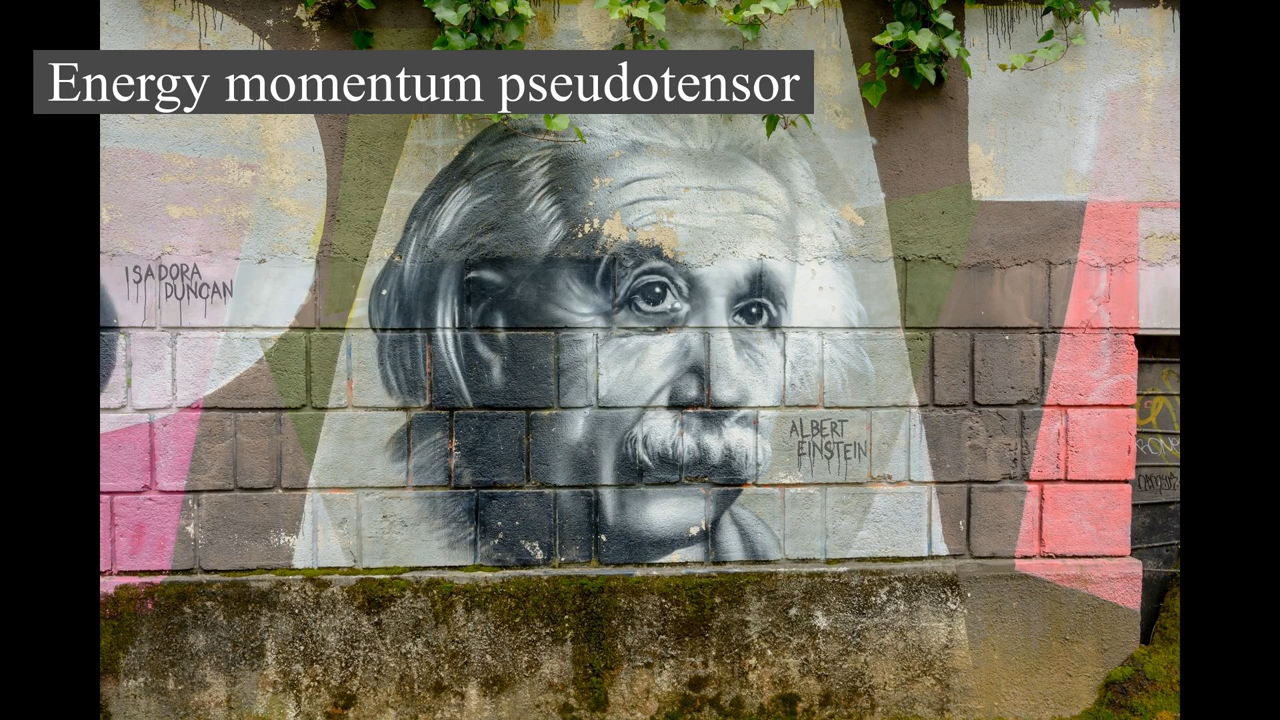 Energy momentum pseudotensor
ISADORA
DUNCAN
ALBERT
EINSTEIN